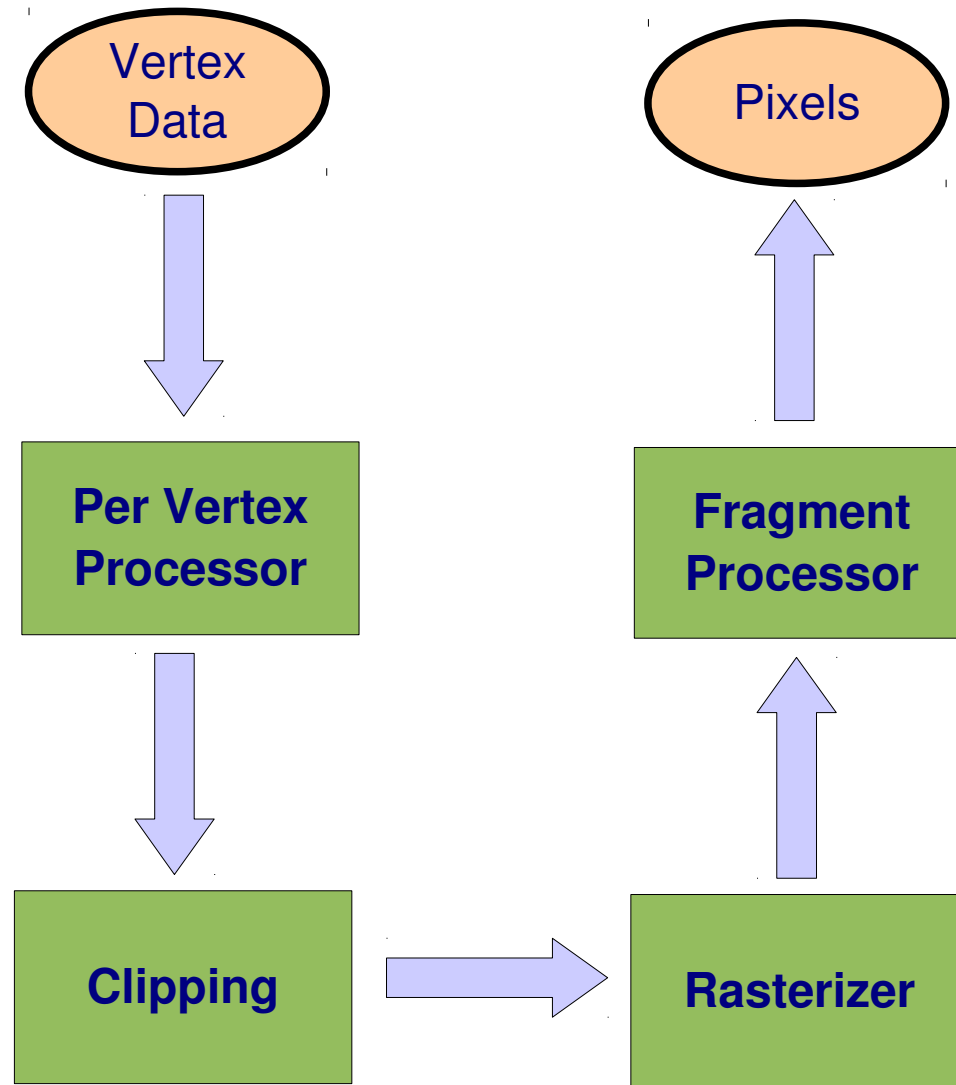 Vertex
Data
Per Vertex
Processor
Clipping
Rasterizer
Fragment
Processor
Pixels